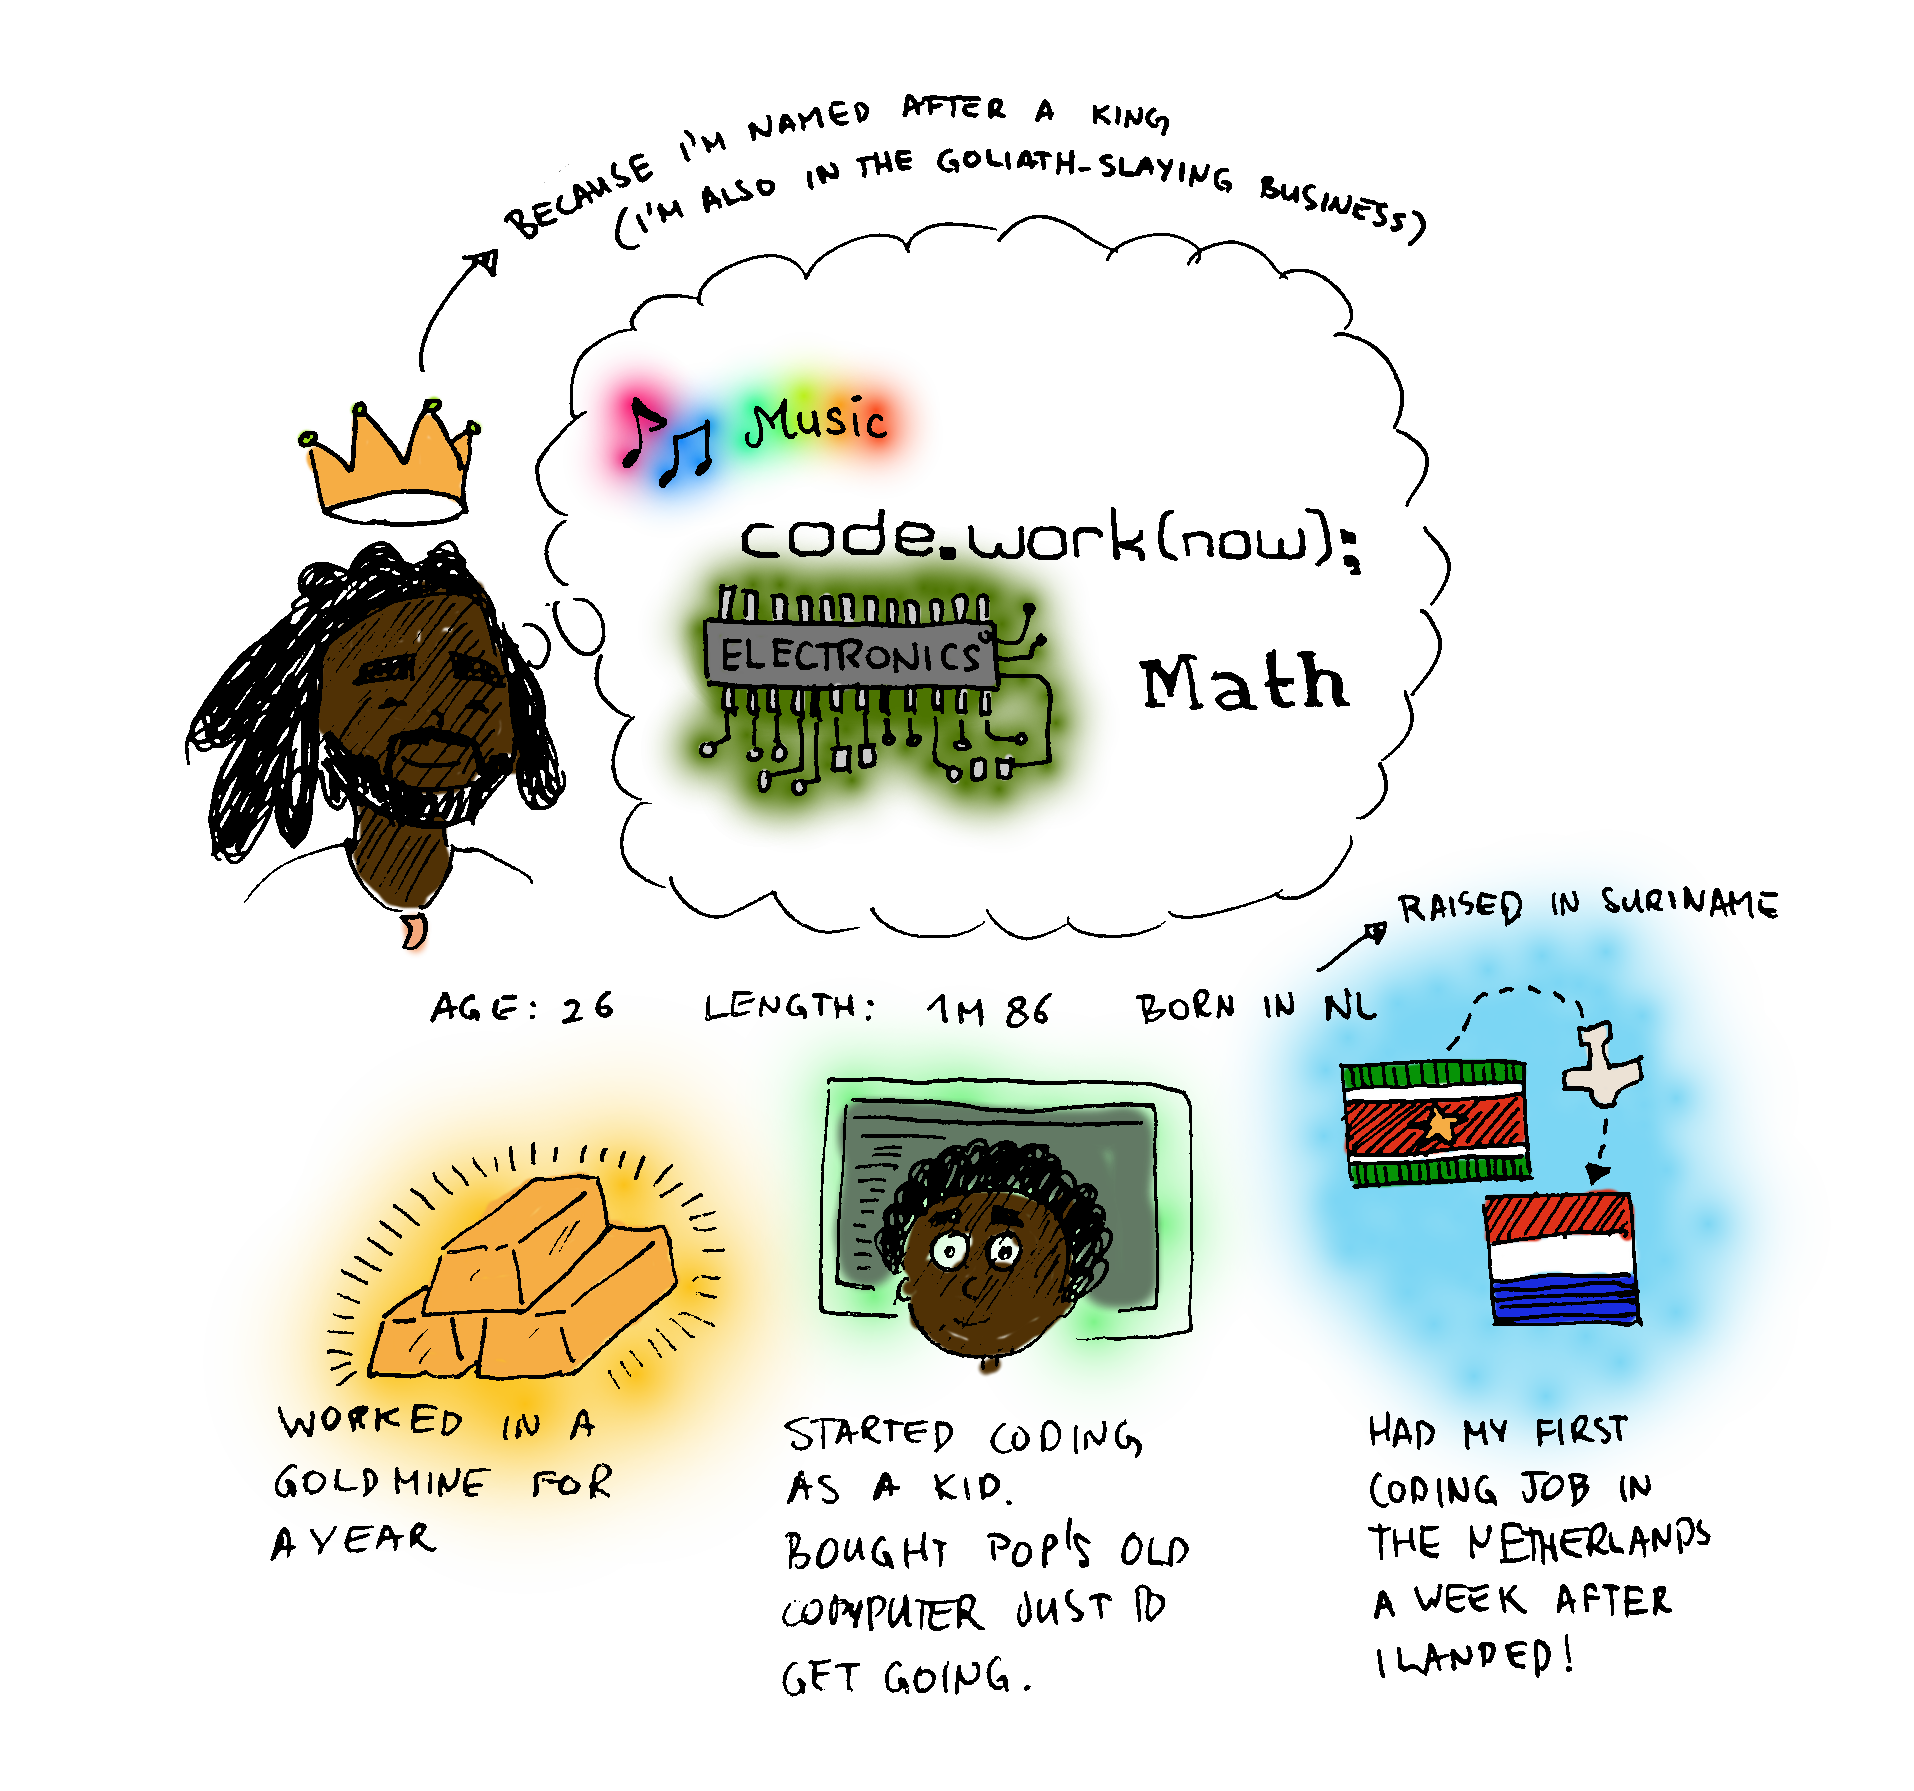 BECAUSE I'M NAMED AFTER A KING
(I'M ALSO IN THE GOLIATH-SLAYING BUSINESS)
Music
code.work(now);
ELECTRONICS
Math
RAISED IN SURINAME
AGE: 26 LENGTH: 1M 86 BORN IN NL
WORKED IN A
GOLDMINE FOR
A YEAR
STARTED CODING
AS A KID.
BOUGHT POP'S OLD
COMPUTER JUST TO
GET GOING.
HAD MY FIRST
CODING JOB IN
THE NETHERLANDS
A WEEK AFTER
I LANDED!